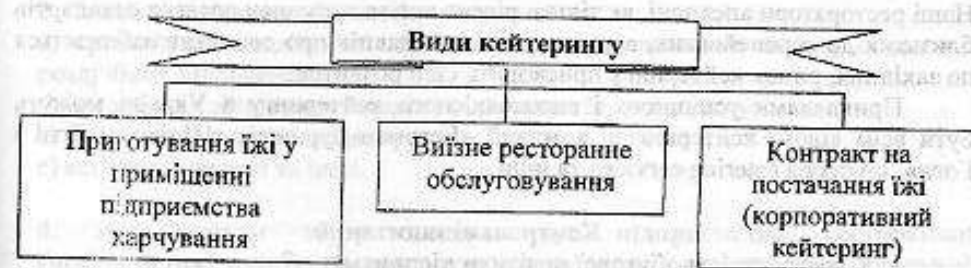 Види кейтерингу
Приготування їжі у
приміщенні
підприємства
харчування
Виїзне ресторанне
обслуговування
Контракт на
постачання їжі
(корпоративний
кейтеринг)